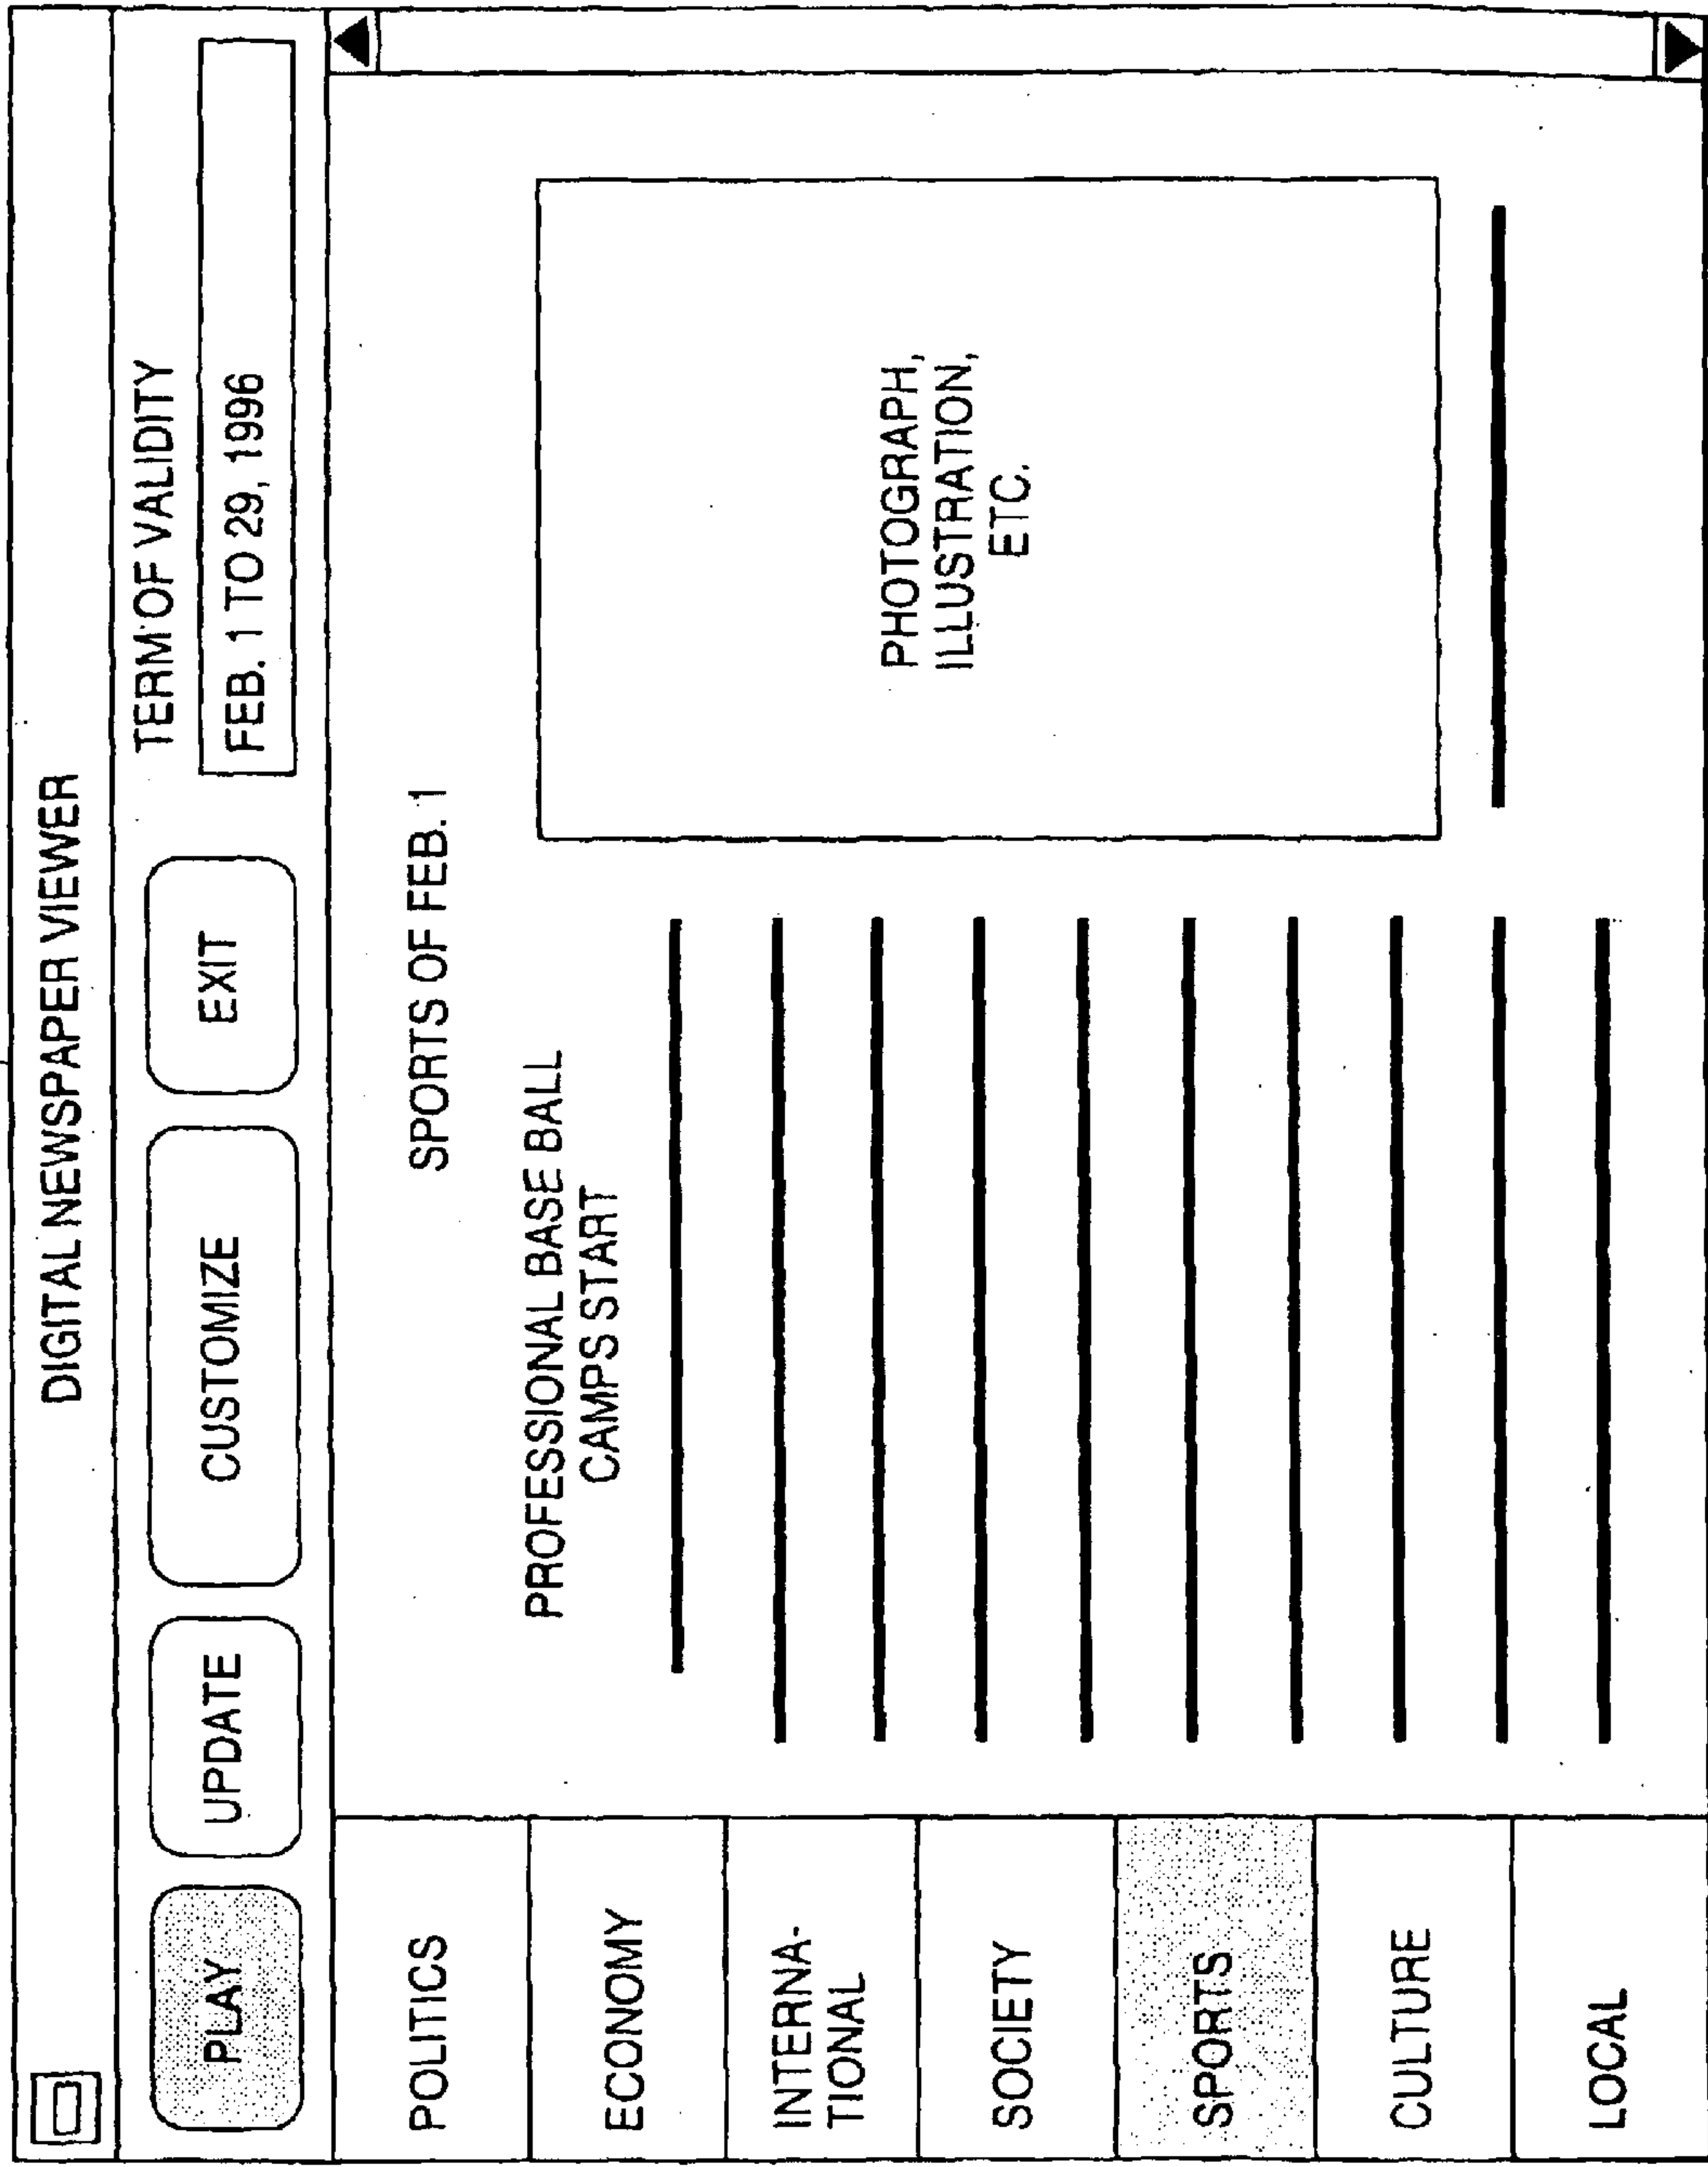 DIGITAL NEWSPAPER VIEWER
PLAY
UPDATE
CUSTOMIZE
EXIT
TERM OF VALIDITY
FEB. 1 TO 29, 1996
POLITICS
ECONOMY
INTERNA-
TIONAL
SOCIETY
SPORTS
CULTURE
LOCAL
SPORTS OF FEB. 1
PROFESSIONAL BASE BALL
CAMPS START
PHOTOGRAPH,
ILLUSTRATION,
ETC.